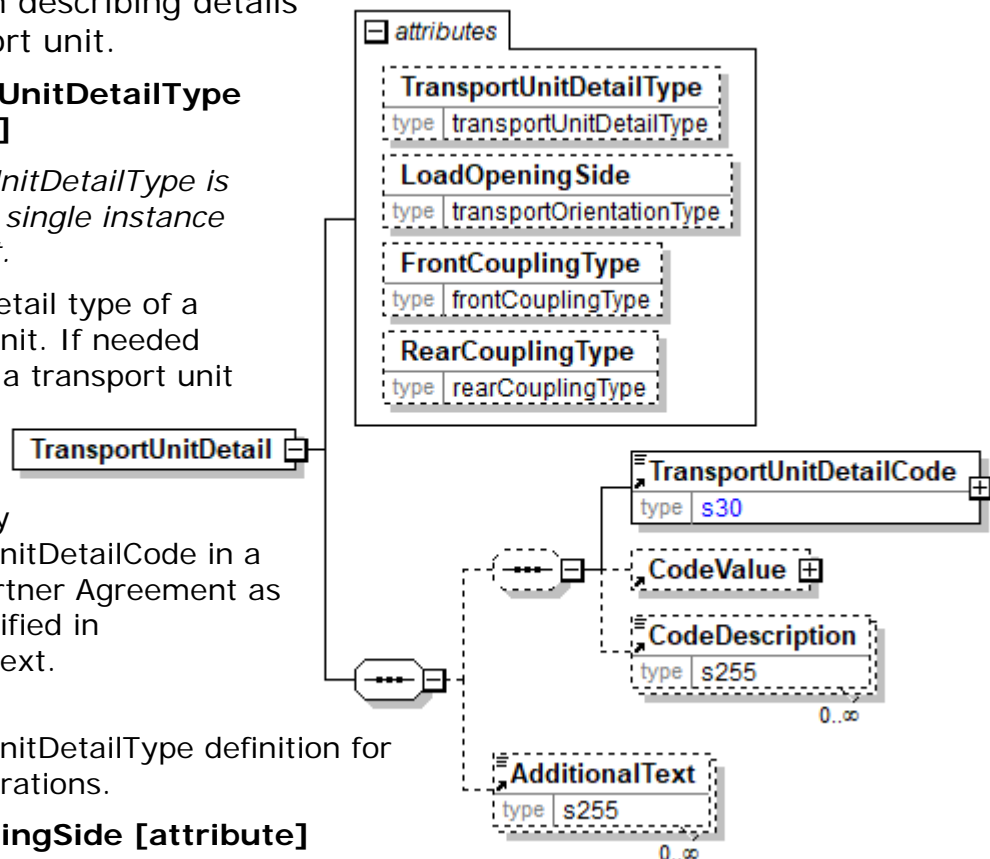 describing details
ort unit.
UnitDetailType
]
UnitDetailType is
single instance
t.
etail type of a
nit. If needed
a transport unit
y
nitDetailCode in a
rtner Agreement as
ified in
ext.
nitDetailType definition for
rations.
ingSide [attribute]
attributes
TransportUnitDetailType
type transportUnitDetailType
LoadOpeningSide
type transportOrientationType
FrontCouplingType
type frontCouplingType
RearCouplingType
type rearCouplingType
TransportUnitDetail
TransportUnitDetailCode
type s30
CodeValue
CodeDescription
type s255
0..∞
AdditionalText
type s255
0..∞